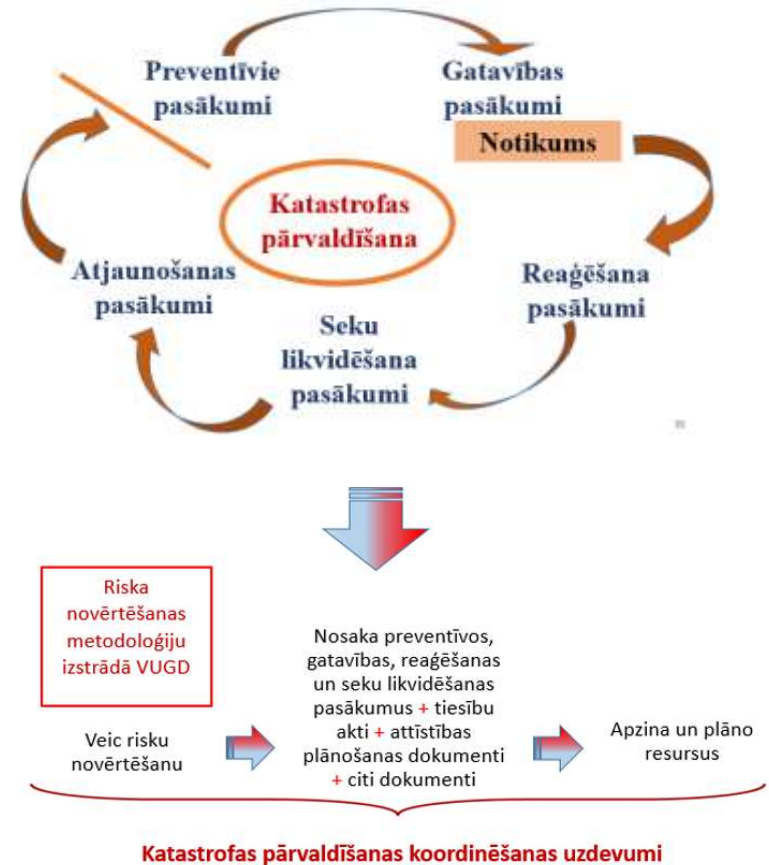 Preventīvie
pasākumi
Gatavības
pasākumi
Notikums
Katastrofas
pārvaldīšana
Reaģēšana
pasākumi
Seku
likvidēšana
pasākumi
Atjaunošanas
pasākumi
Riska
novērtēšanas
metodoloģiju
izstrādā VUGD
Veic risku
novērtēšanu
Nosaka preventīvos,
gatavības, reaģēšanas
un seku likvidēšanas
pasākumus + tiesību
akti + attīstības
plānošanas dokumenti
+ citi dokumenti
Apzina un plāno
resursus
Katastrofas pārvaldīšanas koordinēšanas uzdevumi